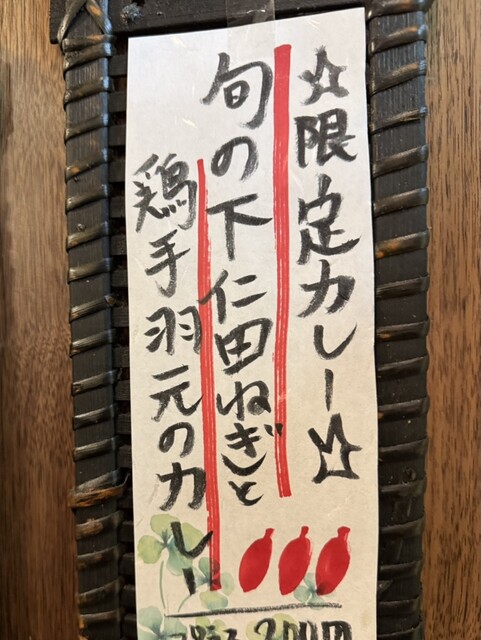 ☆限定カレー☆
旬の下仁田ねぎと
鶏手羽元のカレー